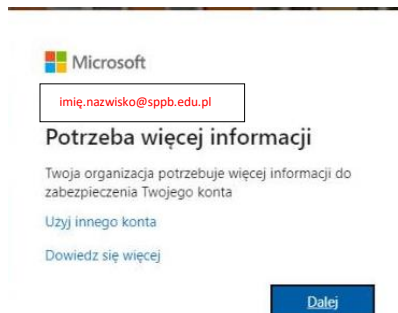 Microsoft
imię.nazwisko@sppb.edu.pl
Potrzeba więcej informacji
Twoja organizacja potrzebuje więcej informacji do
zabezpieczenia Twojego konta
Użyj innego konta
Dowiedz się więcej
Dalej